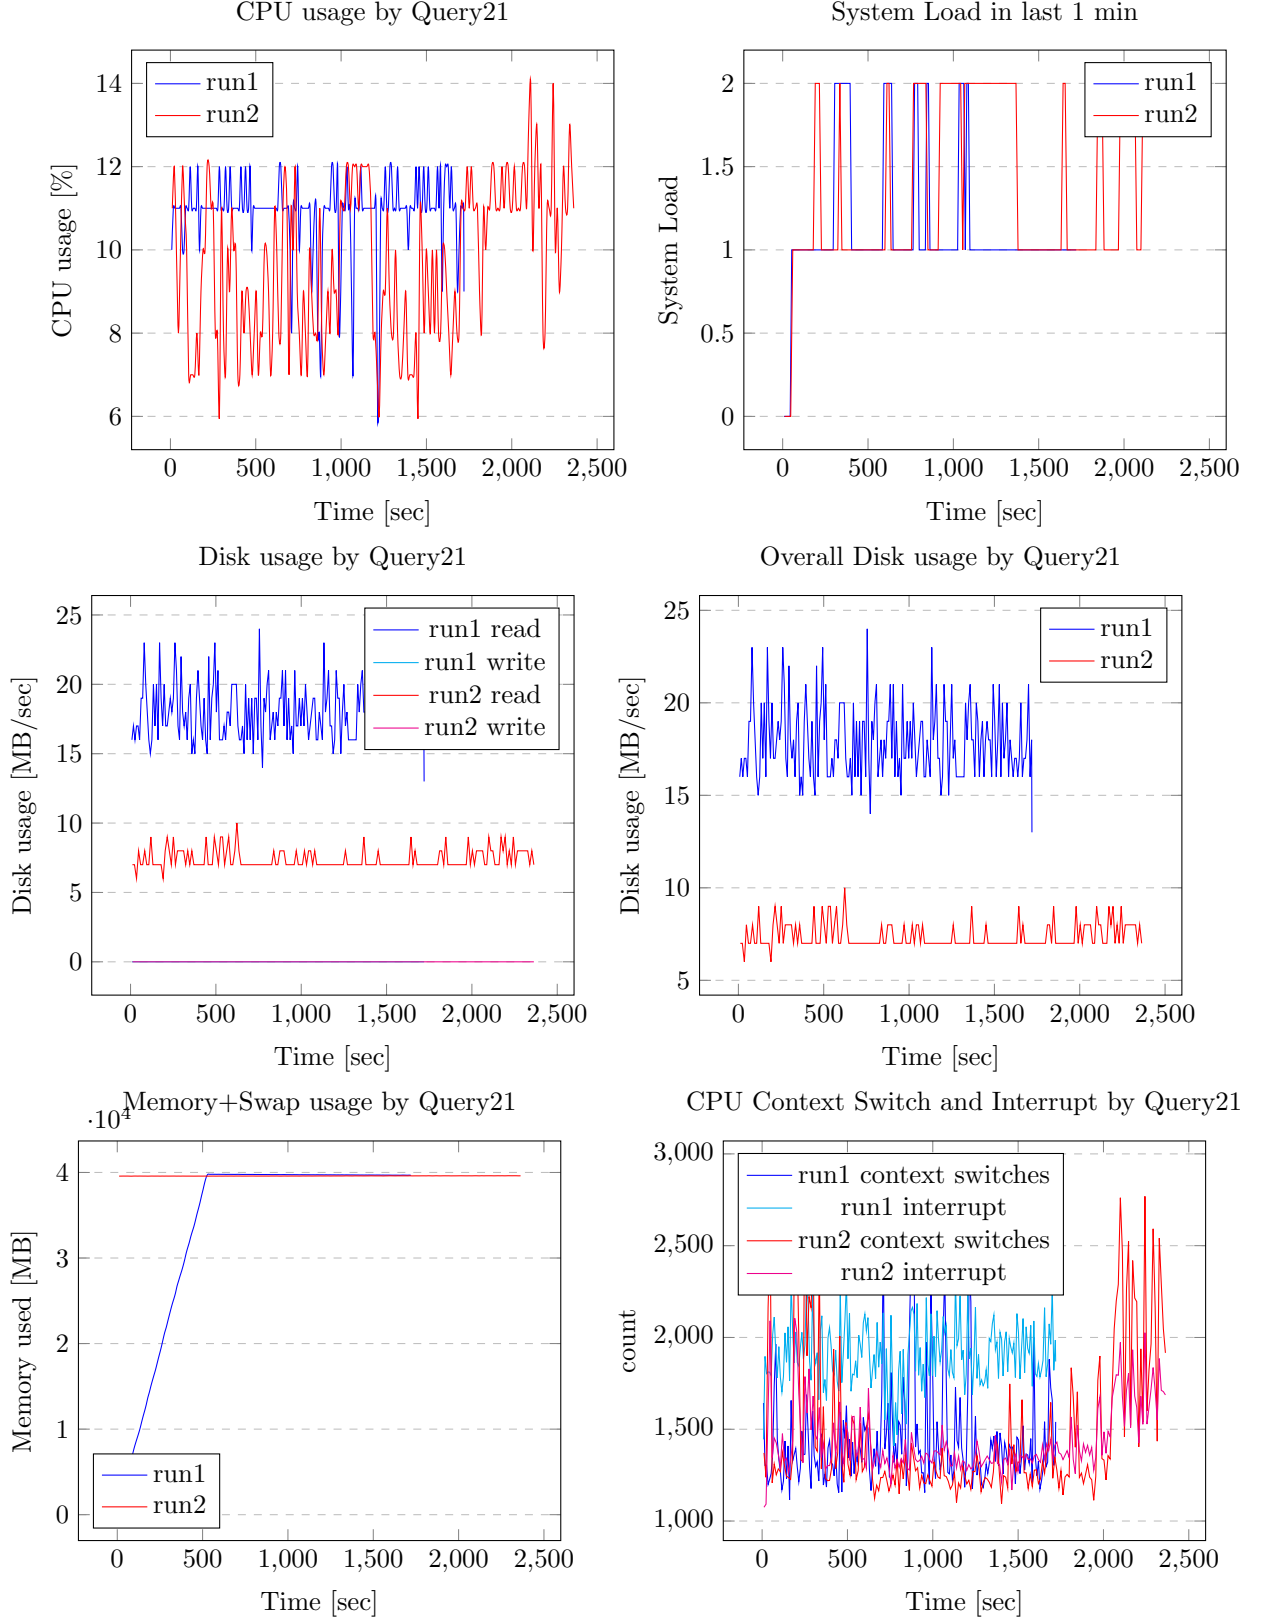 CPU usage by Query21
14
12
10
8
6
CPU usage [%]
run1
run2
0 500 1,000 1,500 2,000 2,500
Time [sec]
System Load in last 1 min
2
1.5
1
0.5
0
System Load
run1
run2
0 500 1,000 1,500 2,000 2,500
Time [sec]
Disk usage by Query21
25
20
15
10
5
0
Disk usage [MB/sec]
run1 read
run1 write
run2 read
run2 write
0 500 1,000 1,500 2,000 2,500
Time [sec]
Overall Disk usage by Query21
25
20
15
10
5
Disk usage [MB/sec]
run1
run2
0 500 1,000 1,500 2,000 2,500
Time [sec]
Memory+Swap usage by Query21
·10⁴
4
3
2
1
0
Memory used [MB]
run1
run2
0 500 1,000 1,500 2,000 2,500
Time [sec]
CPU Context Switch and Interrupt by Query21
3,000
2,500
2,000
1,500
1,000
count
run1 context switches
run1 interrupt
run2 context switches
run2 interrupt
0 500 1,000 1,500 2,000 2,500
Time [sec]